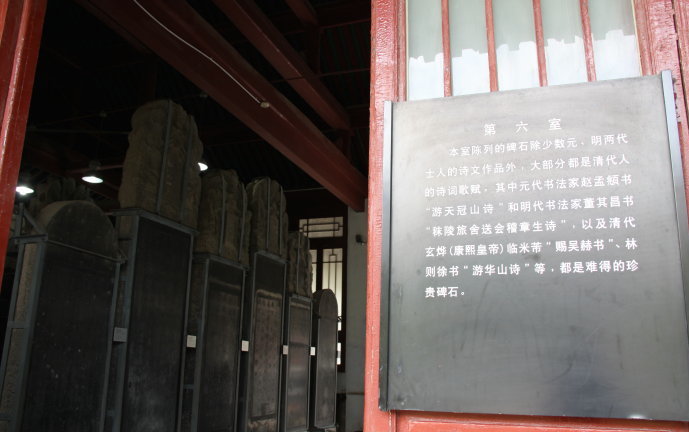 第六室
本室陈列的碑石除少数元，明两代
士人的诗文作品外，大部分都是清代人
的诗词歌赋，其中元代书法家赵孟頫书
“游天冠山诗”和明代书法家董其昌书
“秣陵旅舍送会稽章生诗”，以及清代
玄烨(康熙皇帝)临米芾“赐吴赫书”、林
则徐书“游华山诗”等，都是难得的珍
贵碑石。